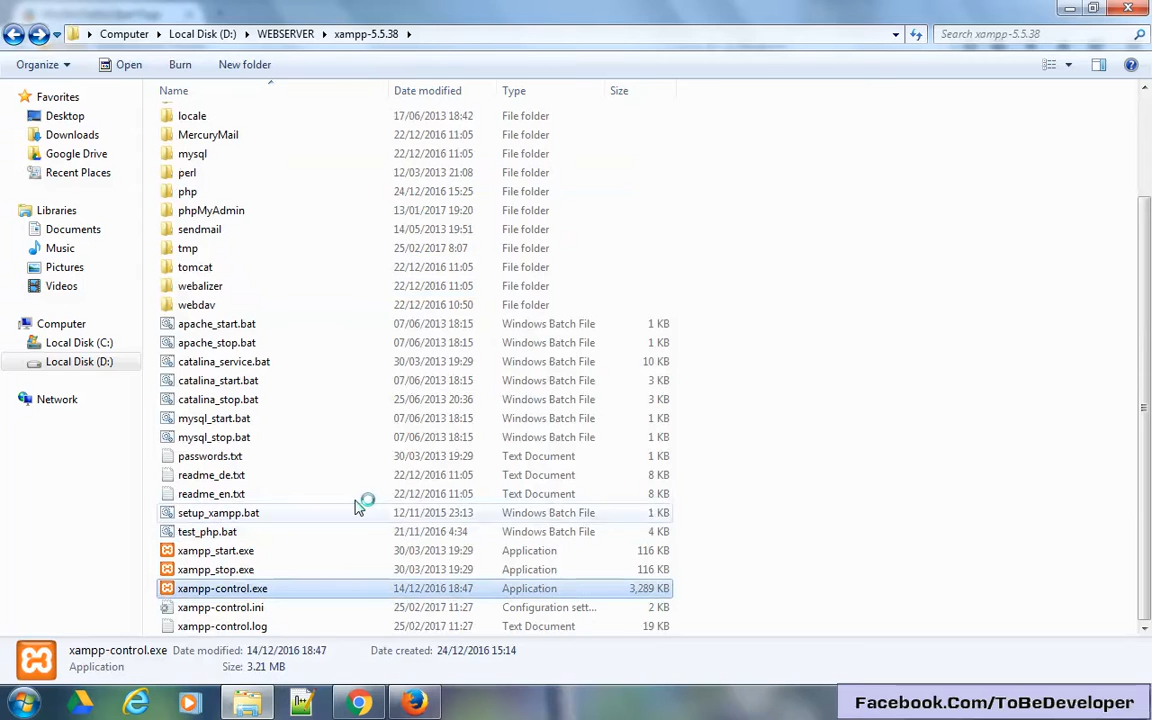 Computer Local Disk (D:) WEBSERVER xampp-5.5.38 Search xampp-5.5.38
Organize Open Burn New folder
Name Date modified Type Size
Favorites
Desktop
Downloads
Google Drive
Recent Places
Libraries
Documents
Music
Pictures
Videos
Computer
Local Disk (C:)
Local Disk (D:)
Network
locale 17/06/2013 18:42 File folder
MercuryMail 22/12/2016 11:05 File folder
mysql 22/12/2016 11:05 File folder
perl 12/03/2013 21:08 File folder
php 24/12/2016 15:25 File folder
phpMyAdmin 13/01/2017 19:20 File folder
sendmail 14/05/2013 19:51 File folder
tmp 25/02/2017 8:07 File folder
tomcat 22/12/2016 11:05 File folder
webalizer 22/12/2016 11:05 File folder
webdav 22/12/2016 10:50 File folder
apache_start.bat 07/06/2013 18:15 Windows Batch File 1 KB
apache_stop.bat 07/06/2013 18:15 Windows Batch File 1 KB
catalina_service.bat 30/03/2013 19:29 Windows Batch File 10 KB
catalina_start.bat 07/06/2013 18:15 Windows Batch File 3 KB
catalina_stop.bat 25/06/2013 20:36 Windows Batch File 3 KB
mysql_start.bat 07/06/2013 18:15 Windows Batch File 1 KB
mysql_stop.bat 07/06/2013 18:15 Windows Batch File 1 KB
passwords.txt 30/03/2013 19:29 Text Document 1 KB
readme_de.txt 22/12/2016 11:05 Text Document 8 KB
readme_en.txt 22/12/2016 11:05 Text Document 8 KB
setup_xampp.bat 12/11/2015 23:13 Windows Batch File 1 KB
test_php.bat 21/11/2016 4:34 Windows Batch File 4 KB
xampp_start.exe 30/03/2013 19:29 Application 116 KB
xampp_stop.exe 30/03/2013 19:29 Application 116 KB
xampp-control.exe 14/12/2016 18:47 Application 3,289 KB
xampp-control.ini 25/02/2017 11:27 Configuration sett... 2 KB
xampp-control.log 25/02/2017 11:27 Text Document 19 KB
xampp-control.exe Date modified: 14/12/2016 18:47 Date created: 24/12/2016 15:14
Application Size: 3.21 MB
Facebook.Com/ToBeDeveloper